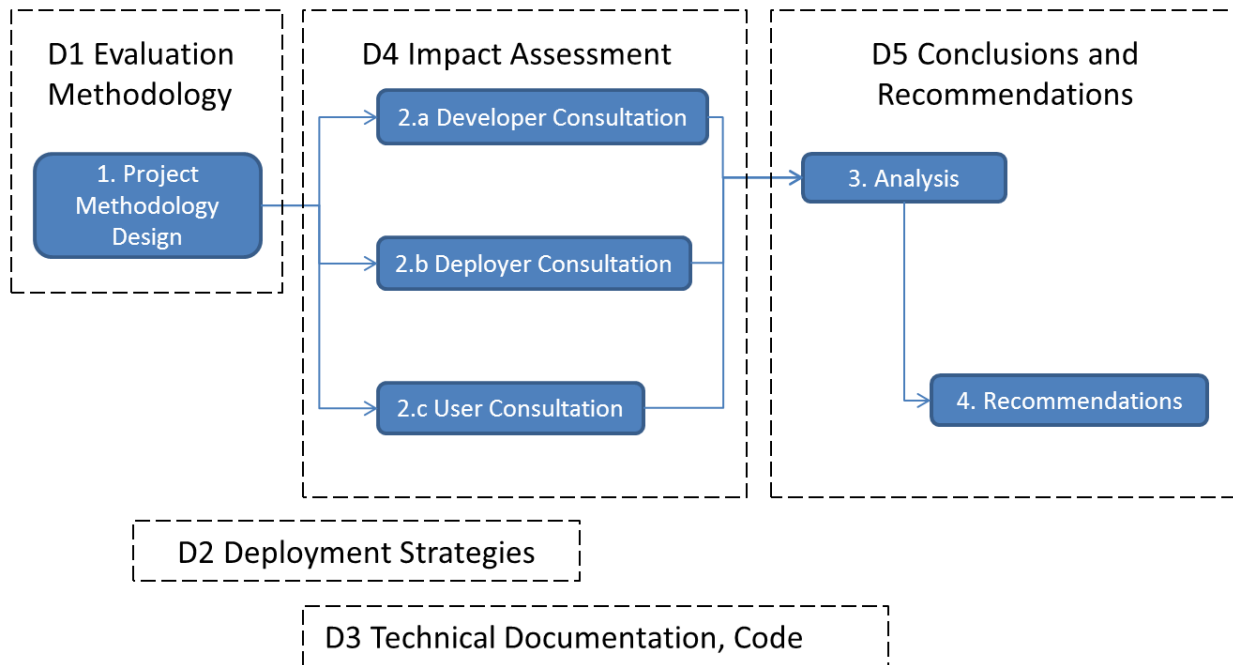 D1 Evaluation
Methodology
1. Project
Methodology
Design
D4 Impact Assessment
2.a Developer Consultation
2.b Deployer Consultation
2.c User Consultation
D5 Conclusions and
Recommendations
3. Analysis
4. Recommendations
D2 Deployment Strategies
D3 Technical Documentation, Code